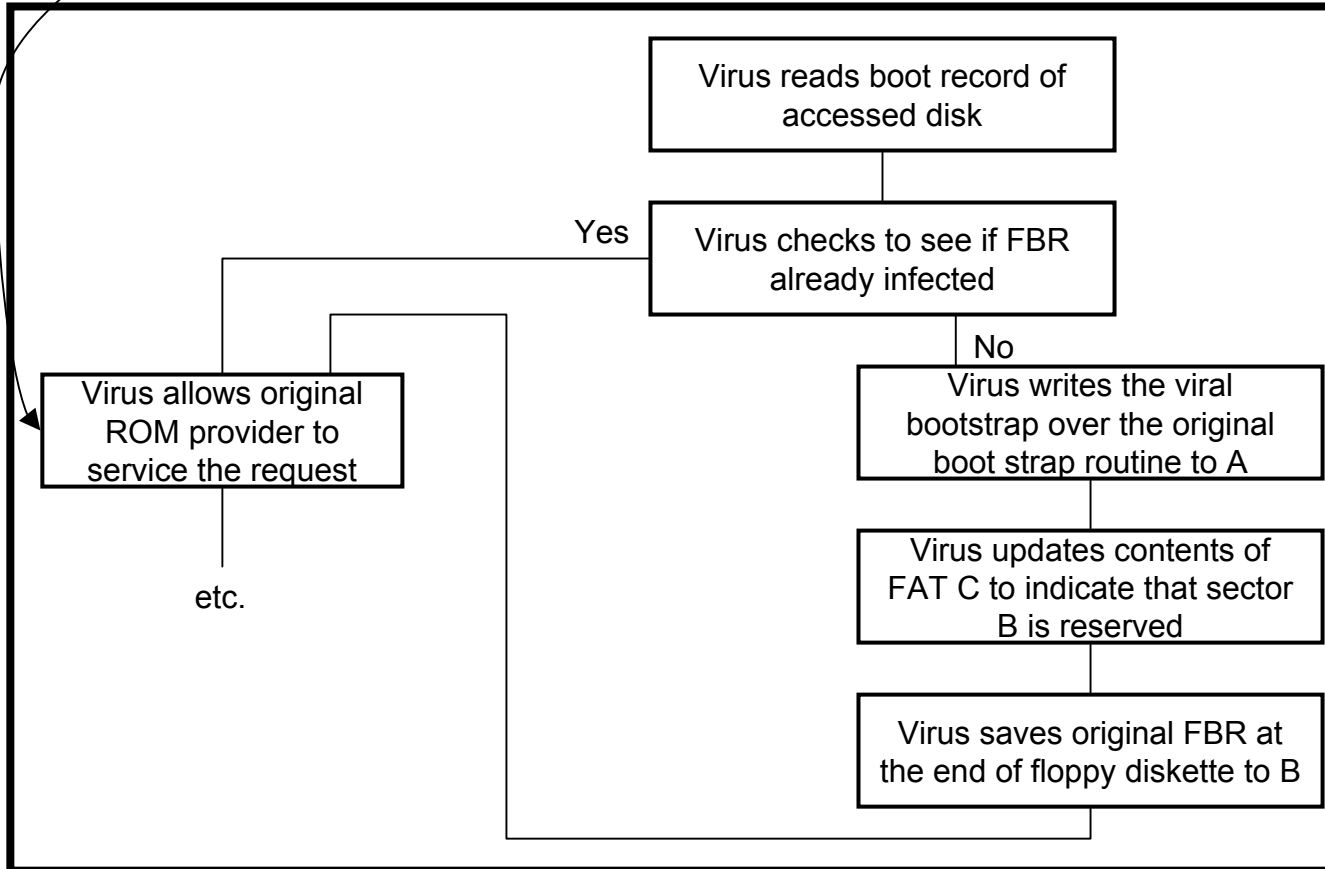 Virus reads boot record of
accessed disk
Yes
Virus checks to see if FBR
already infected
No
Virus allows original
ROM provider to
service the request
etc.
Virus writes the viral
bootstrap over the original
boot strap routine to A
Virus updates contents of
FAT C to indicate that sector
B is reserved
Virus saves original FBR at
the end of floppy diskette to B